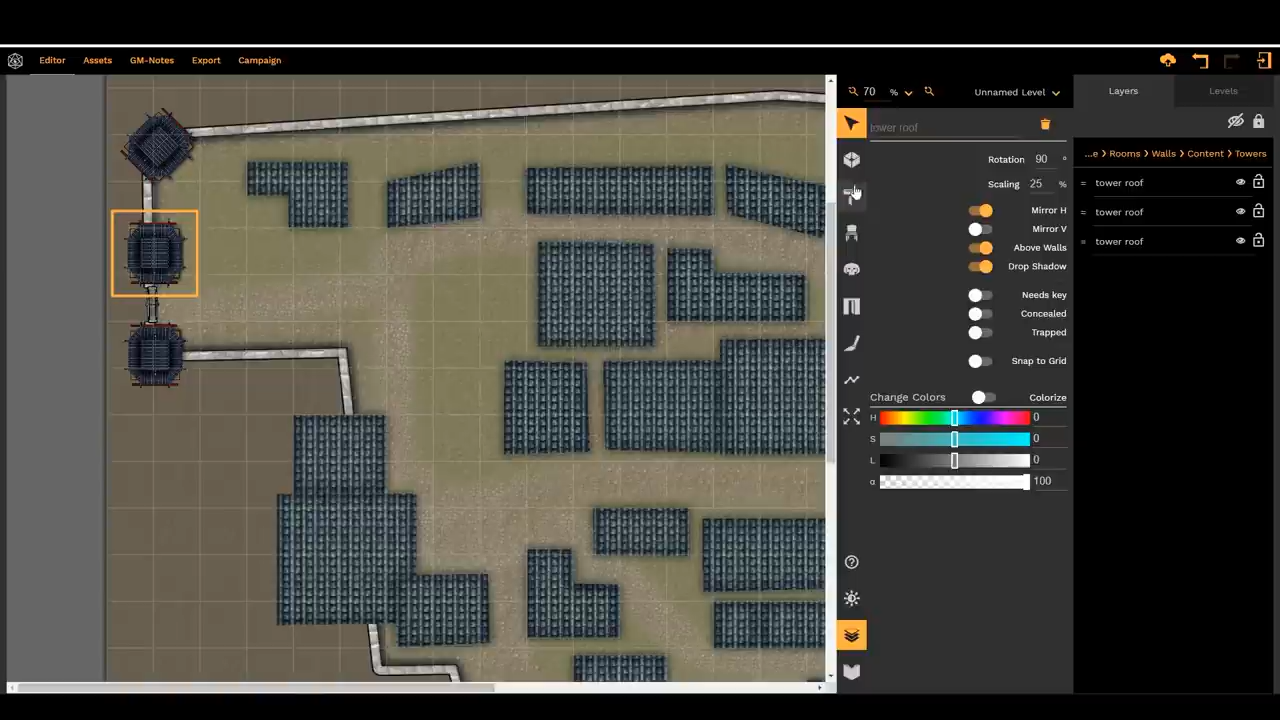 Editor Assets GM-Notes Export Campaign
70 % Unnamed Level Layers Levels
tower roof
...e > Rooms > Walls > Content > Towers
Rotation 90 °
Scaling 25 %
= tower roof
Mirror H
= tower roof
Mirror V
= tower roof
Above Walls
Drop Shadow
Needs key
Concealed
Trapped
Snap to Grid
Change Colors Colorize
H 0
S 0
L 0
α 100